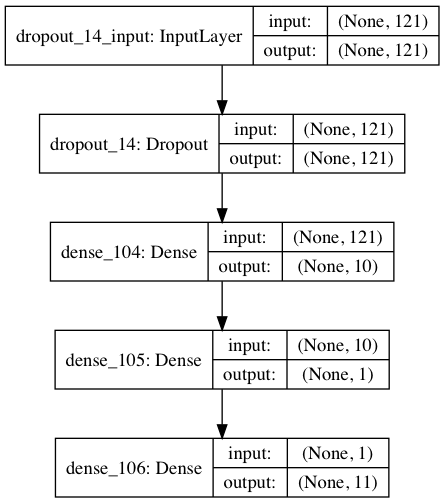 dropout_14_input: InputLayer input: (None, 121)
output: (None, 121)
dropout_14: Dropout input: (None, 121)
output: (None, 121)
dense_104: Dense input: (None, 121)
output: (None, 10)
dense_105: Dense input: (None, 10)
output: (None, 1)
dense_106: Dense input: (None, 1)
output: (None, 11)